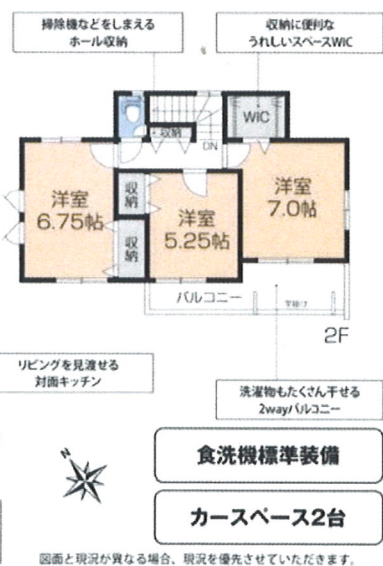 掃除機などをしまえる
ホール収納
収納に便利な
うれしいスペースWIC
収納
WIC
DN
洋室
6.75帖
収納
収納
洋室
5.25帖
洋室
7.0帖
バルコニー
2F
リビングを見渡せる
対面キッチン
洗濯物もたくさん干せる
2wayバルコニー
N
食洗機標準装備
カースペース2台
図面と現況が異なる場合、現況を優先させていただきます。